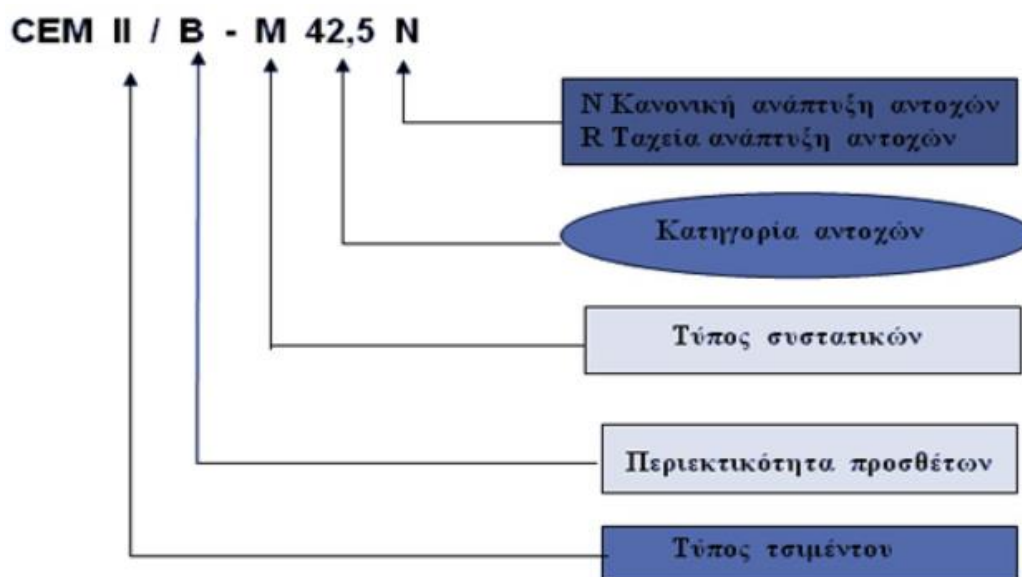 CEM II / B - M 42,5 N
N Κανονική ανάπτυξη αντοχών
R Ταχεία ανάπτυξη αντοχών
Κατηγορία αντοχών
Τύπος συστατικών
Περιεκτικότητα προσθέτων
Τύπος τσιμέντου